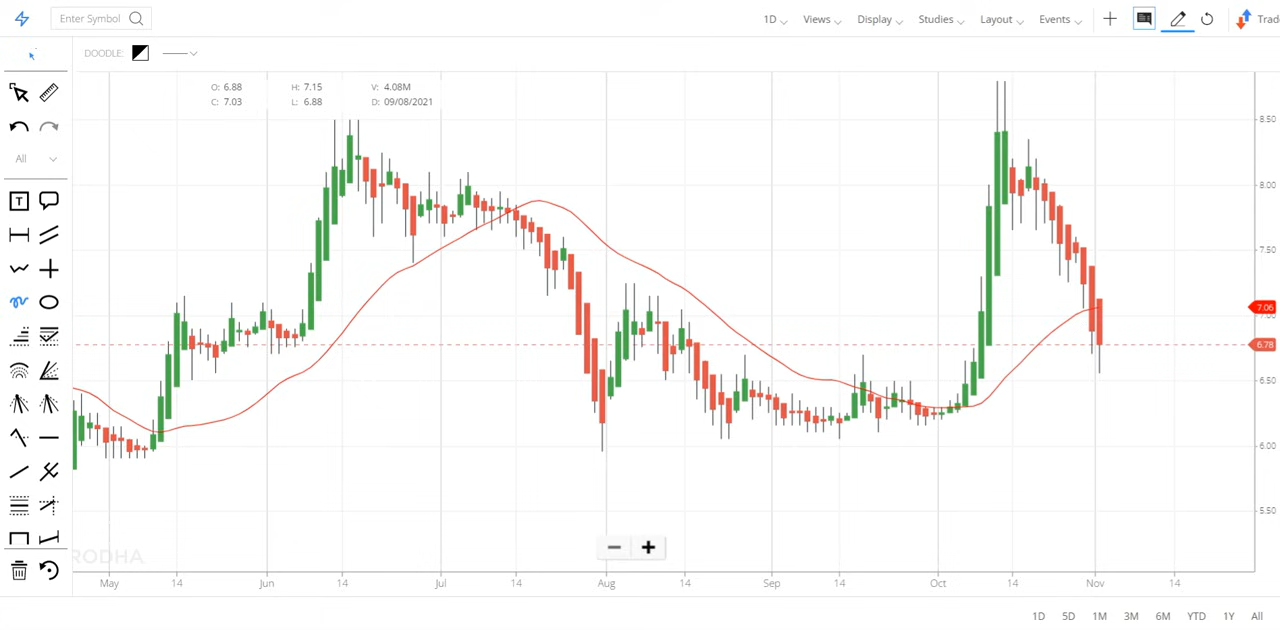 Enter Symbol 1D Views Display Studies Layout Events Trad
DOODLE:
O: 6.88 H: 7.15 V: 4.08M
C: 7.03 L: 6.88 D: 09/08/2021
All
T
8.50
8.00
7.50
7.06
7.00
6.78
6.50
6.00
5.50
RODHA
May 14 Jun 14 Jul 14 Aug 14 Sep 14 Oct 14 Nov 14
1D 5D 1M 3M 6M YTD 1Y All